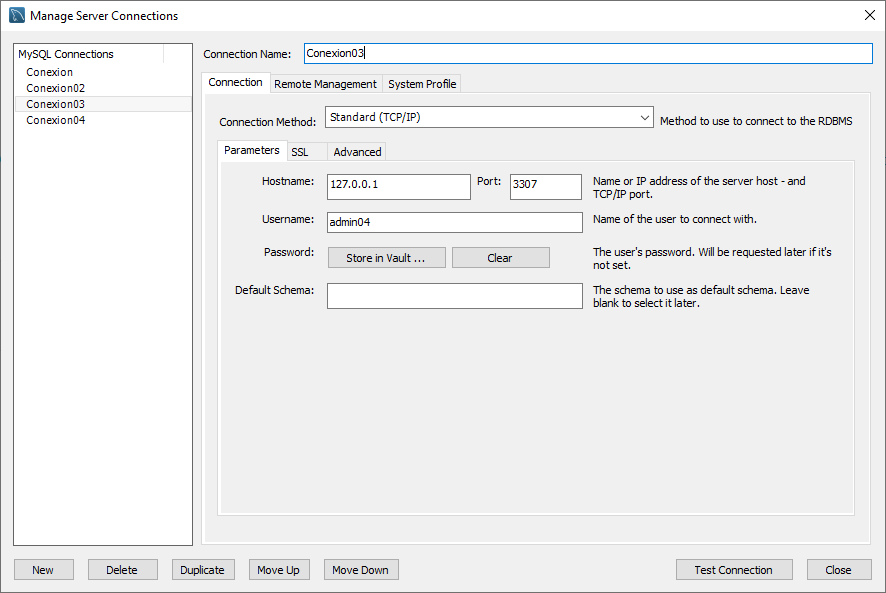 Manage Server Connections
MySQL Connections
Conexion
Conexion02
Conexion03
Conexion04
Connection Name: Conexion03
Connection Remote Management System Profile
Connection Method: Standard (TCP/IP) Method to use to connect to the RDBMS
Parameters SSL Advanced
Hostname: 127.0.0.1 Port: 3307 Name or IP address of the server host - and
TCP/IP port.
Username: admin04 Name of the user to connect with.
Password: Store in Vault ... Clear The user's password. Will be requested later if it's
not set.
Default Schema: The schema to use as default schema. Leave
blank to select it later.
New Delete Duplicate Move Up Move Down Test Connection Close